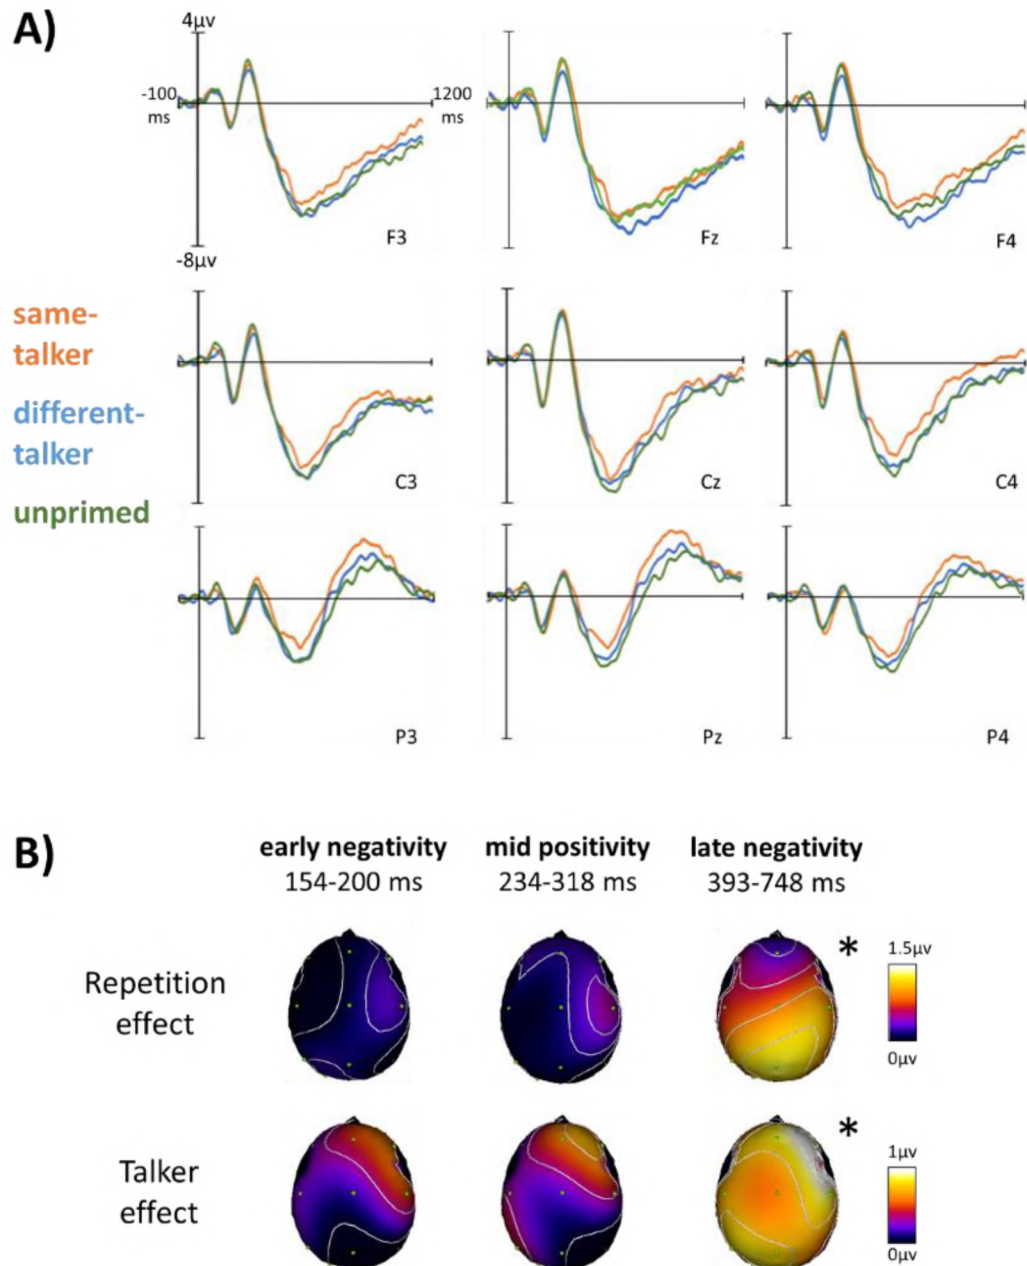 A)
4μv
-100
ms
1200
ms
F3
Fz
F4
-8μv
same-
talker
different-
talker
unprimed
C3
Cz
C4
P3
Pz
P4
B)
early negativity
154-200 ms
mid positivity
234-318 ms
late negativity
393-748 ms
Repetition
effect
*
1.5μv
0μv
Talker
effect
*
1μv
0μv